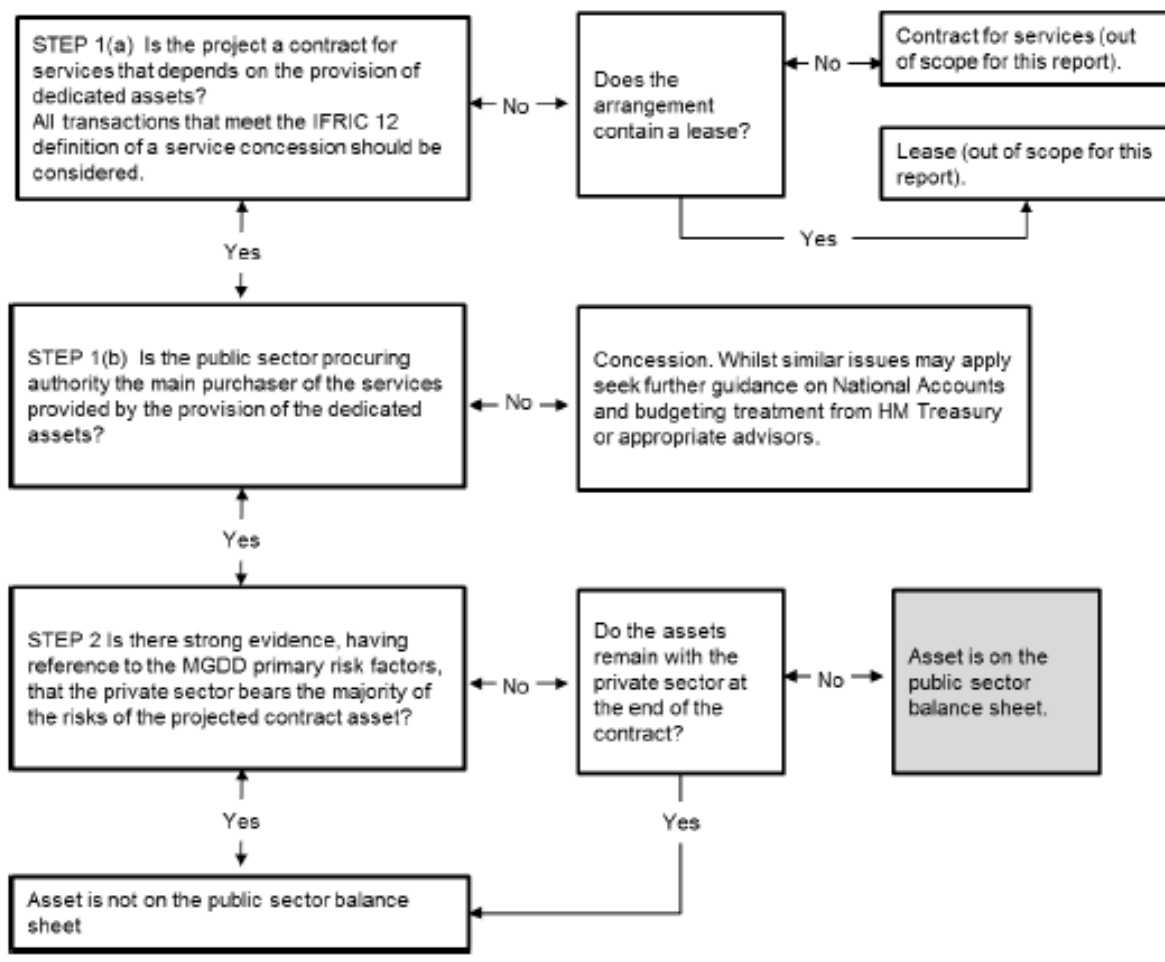 STEP 1(a) Is the project a contract for
services that depends on the provision of
dedicated assets?
All transactions that meet the IFRIC 12
definition of a service concession should be
considered.
No
Does the
arrangement
contain a lease?
No
Contract for services (out
of scope for this report).
Lease (out of scope for this
report).
Yes
Yes
STEP 1(b) Is the public sector procuring
authority the main purchaser of the services
provided by the provision of the dedicated
assets?
No
Concession. Whilst similar issues may apply
seek further guidance on National Accounts
and budgeting treatment from HM Treasury
or appropriate advisors.
Yes
STEP 2 Is there strong evidence, having
reference to the MGDD primary risk factors,
that the private sector bears the majority of
the risks of the projected contract asset?
No
Do the assets
remain with the
private sector at
the end of the
contract?
No
Asset is on the
public sector
balance sheet.
Yes
Yes
Asset is not on the public sector balance
sheet